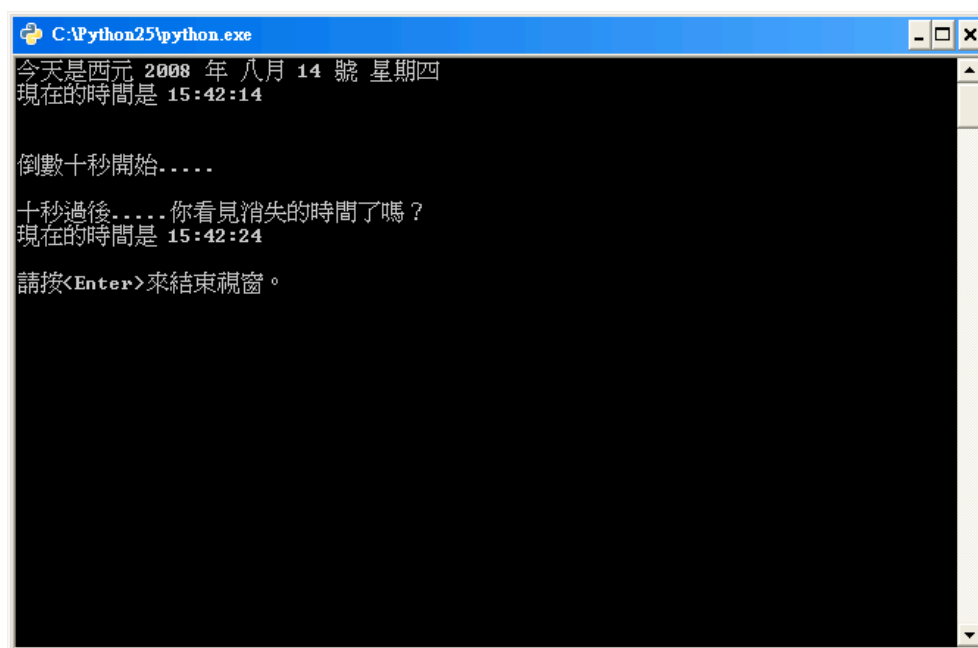 C:\Python25\python.exe
今天是西元 2008 年 八月 14 號 星期四
現在的時間是 15:42:14
倒數十秒開始.....
十秒過後.....你看見消失的時間了嗎？
現在的時間是 15:42:24
請按<Enter>來結束視窗。